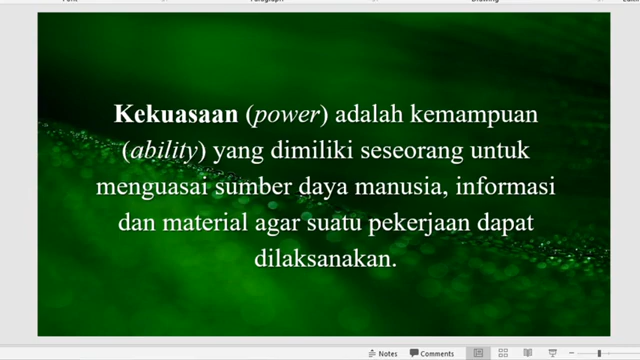 Kekuasaan (power) adalah kemampuan
(ability) yang dimiliki seseorang untuk
menguasai sumber daya manusia, informasi
dan material agar suatu pekerjaan dapat
dilaksanakan.
Notes Comments